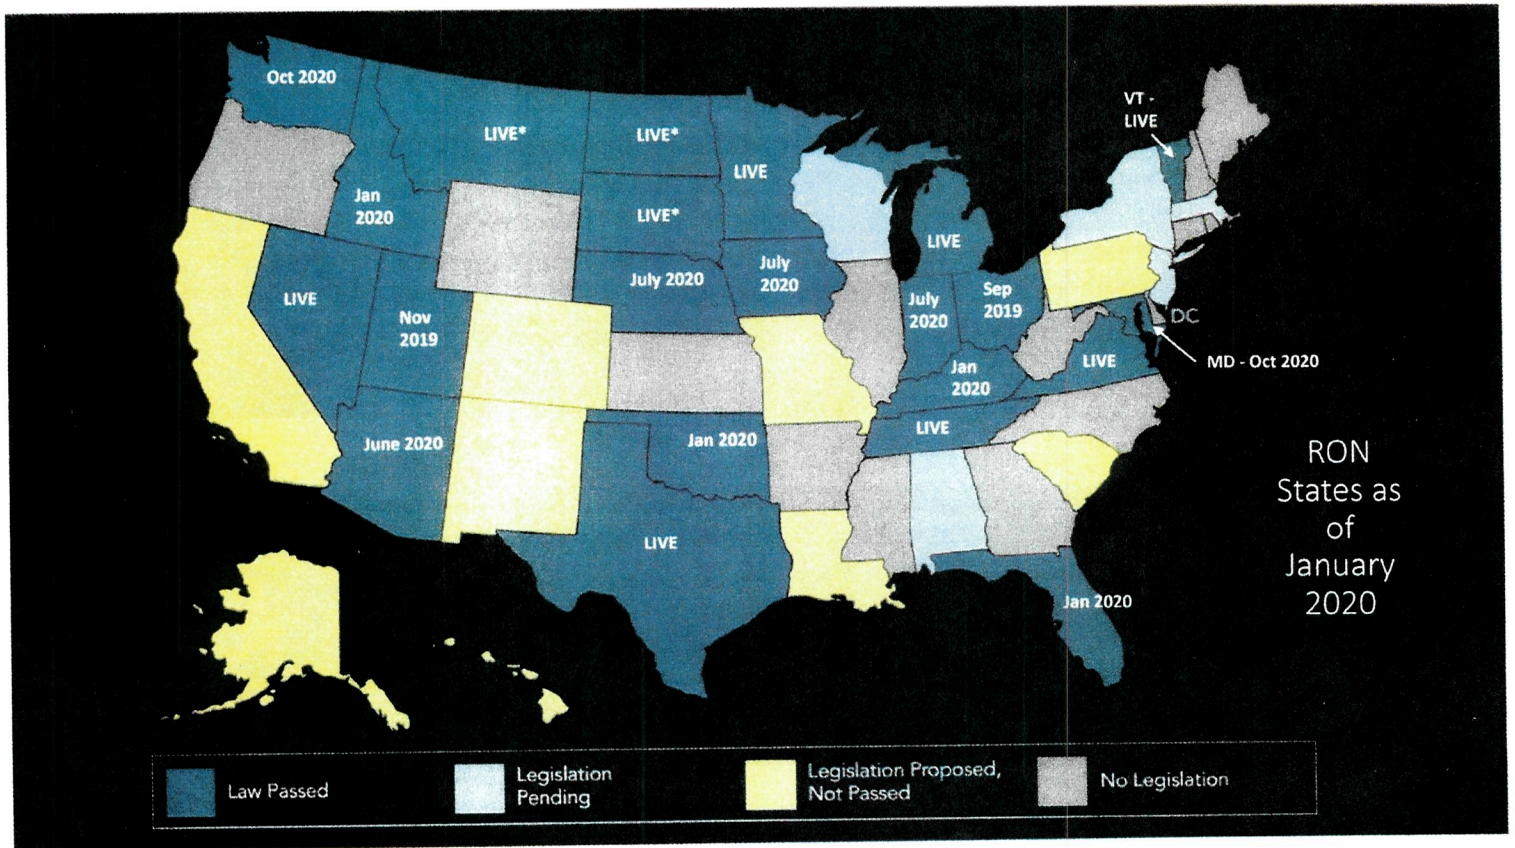 Oct 2020
LIVE*
LIVE*
LIVE
VT -
LIVE
Jan
2020
LIVE*
LIVE
July 2020
July
2020
LIVE
Nov
2019
July
2020
Sep
2019
DC
LIVE
MD - Oct 2020
Jan
2020
June 2020
Jan 2020
LIVE
LIVE
Jan 2020
RON
States as
of
January
2020
Law Passed
Legislation
Pending
Legislation Proposed,
Not Passed
No Legislation